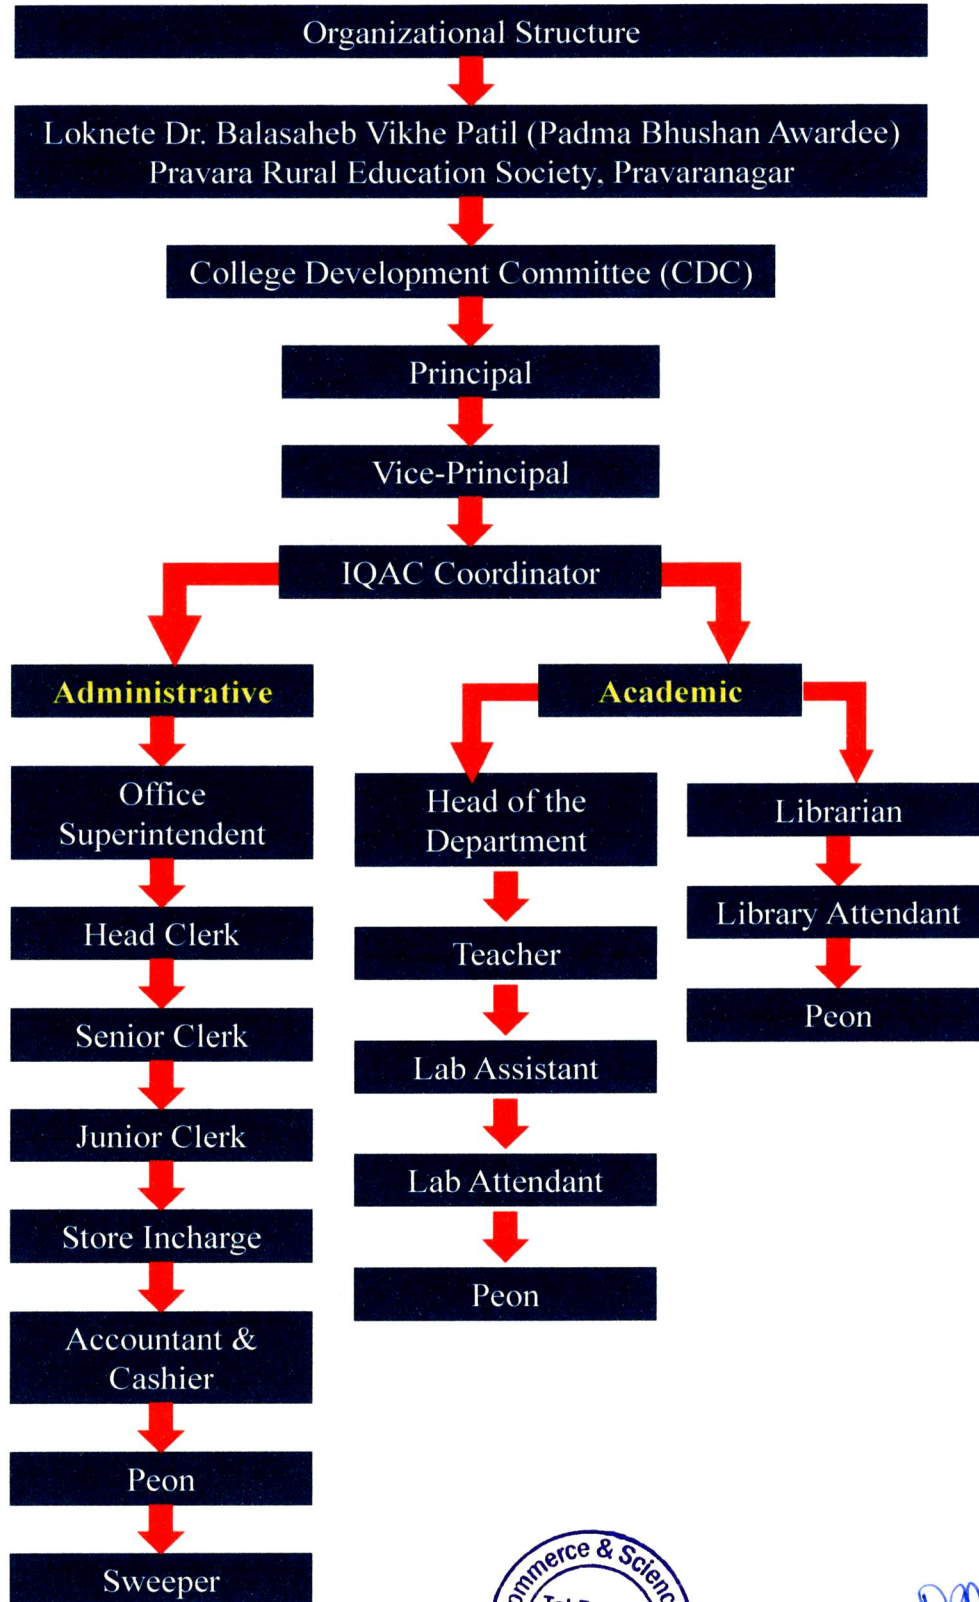 Organizational Structure
Loknete Dr. Balasaheb Vikhe Patil (Padma Bhushan Awardee)
Pravara Rural Education Society, Pravaranagar
College Development Committee (CDC)
Principal
Vice-Principal
IQAC Coordinator
Administrative
Office
Superintendent
Head Clerk
Senior Clerk
Junior Clerk
Store Incharge
Accountant &
Cashier
Peon
Sweeper
Academic
Head of the
Department
Teacher
Lab Assistant
Lab Attendant
Peon
Librarian
Library Attendant
Peon
ommerce & Scienc